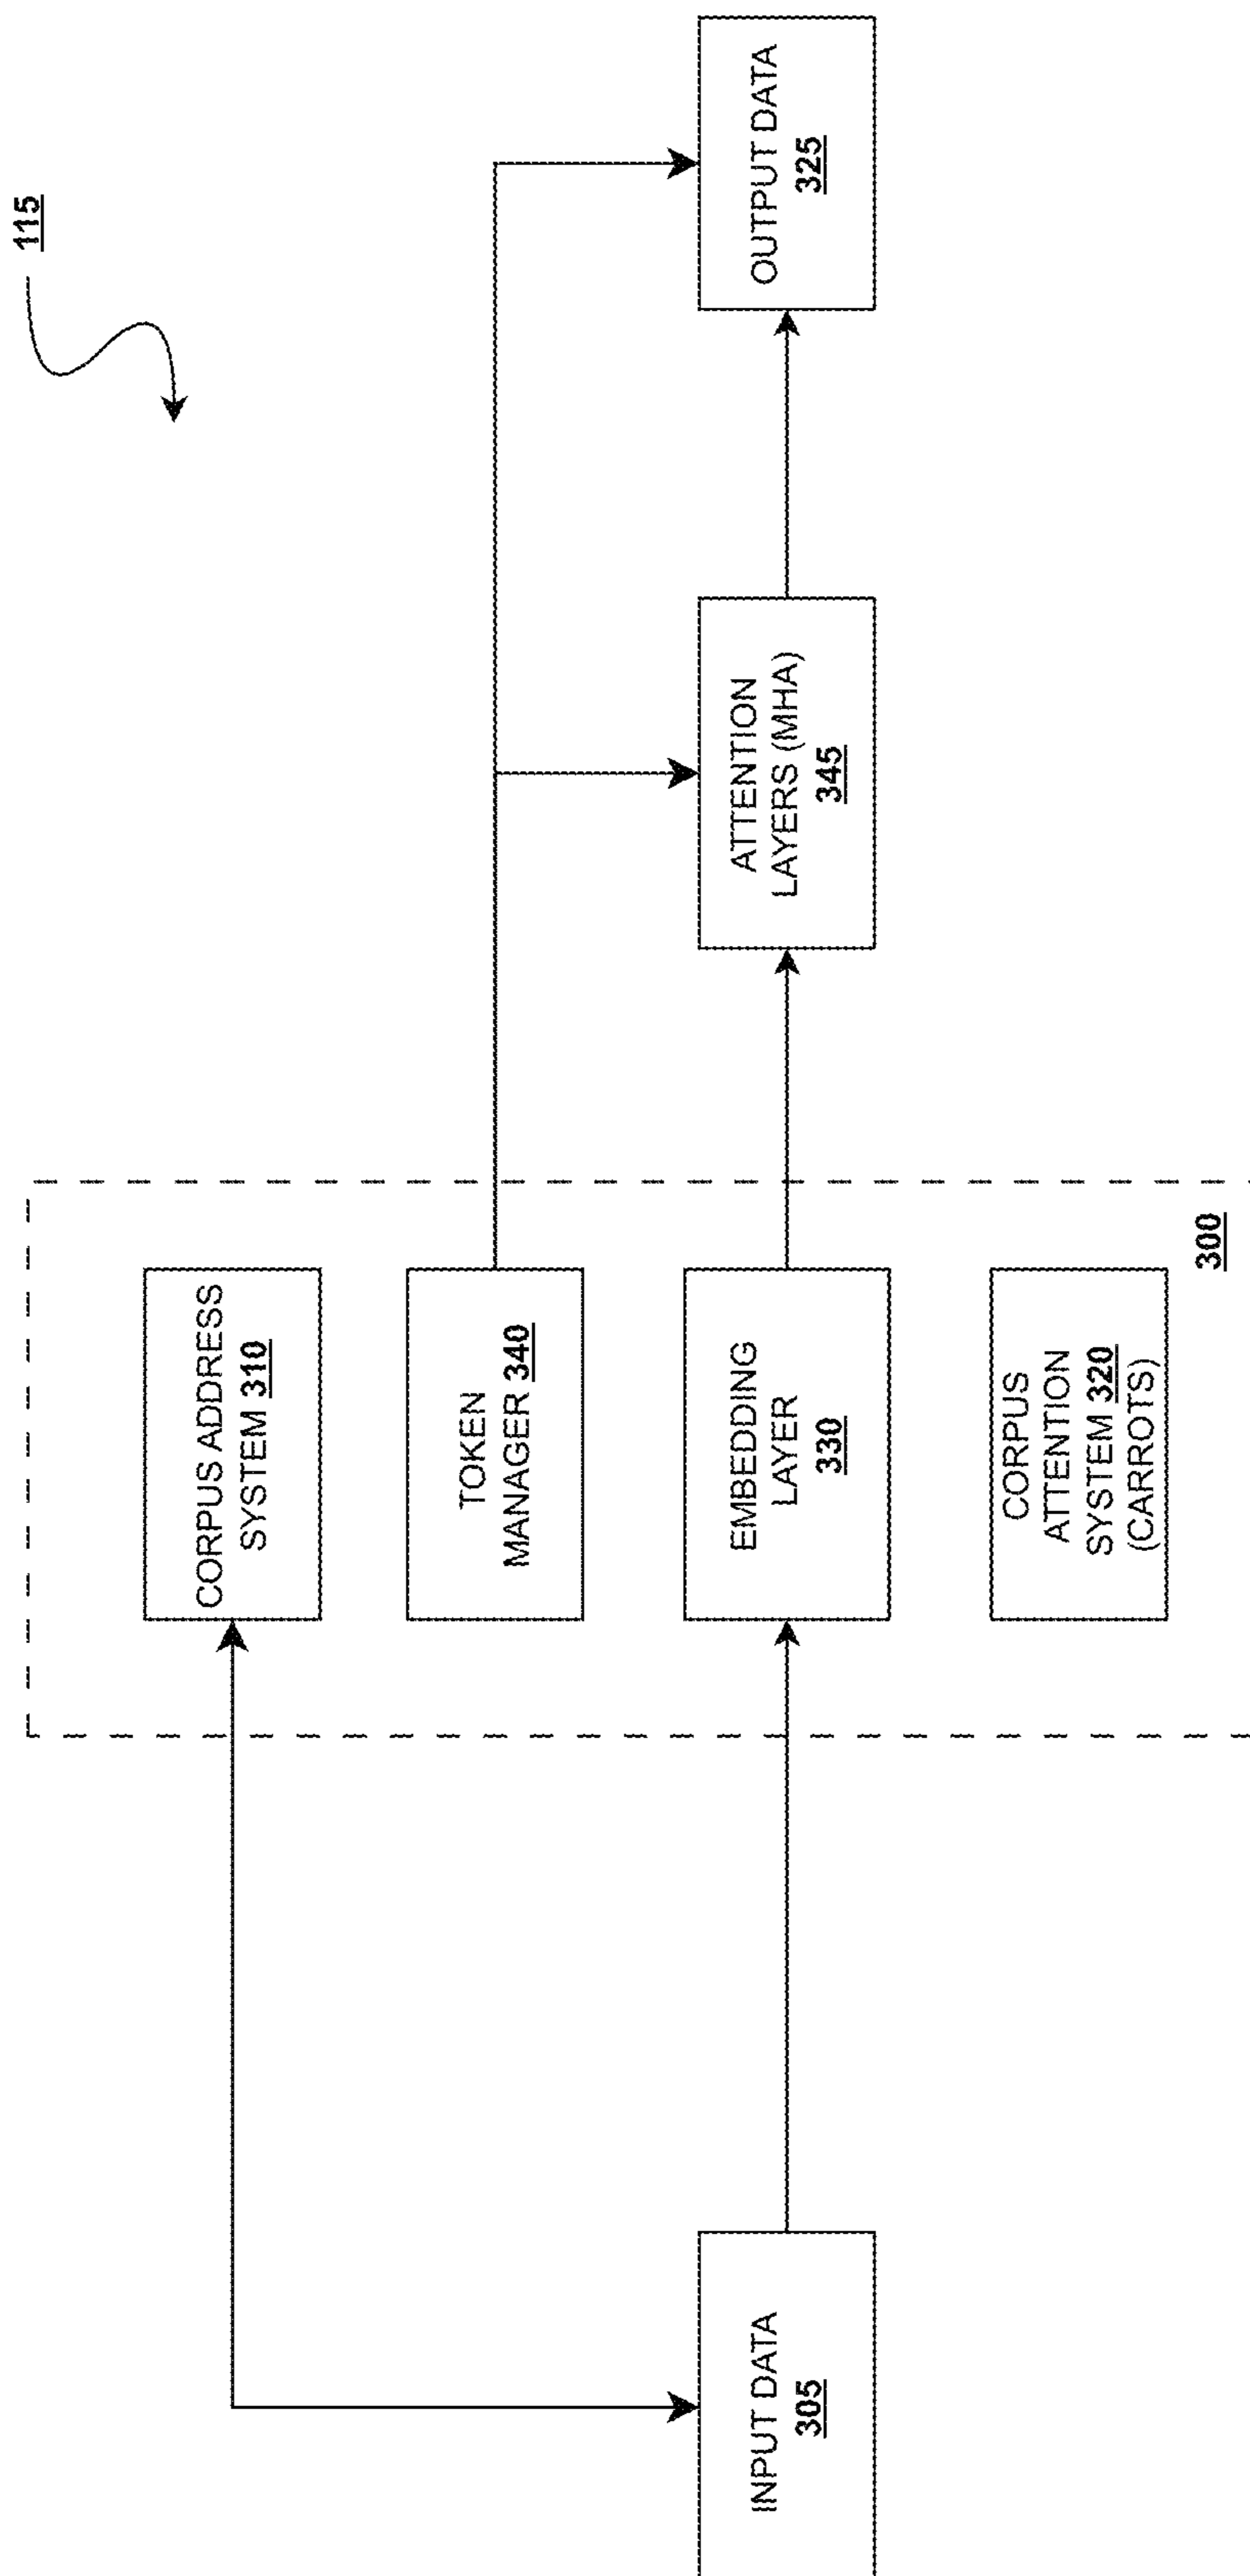 115
CORPUS ADDRESS
SYSTEM 310
TOKEN
MANAGER 340
INPUT DATA
305
EMBEDDING
LAYER
330
ATTENTION
LAYERS (MHA)
345
OUTPUT DATA
325
CORPUS
ATTENTION
SYSTEM 320
(CARROTS)
300